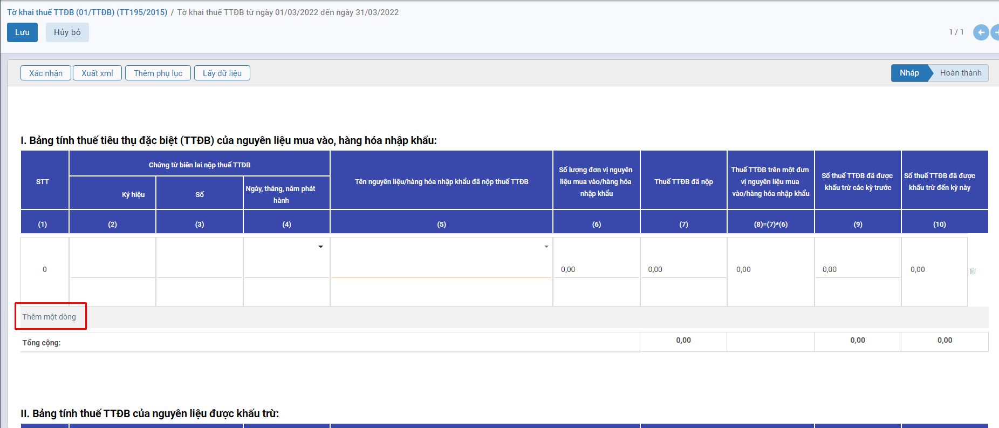 Tờ khai thuế TTĐB (01/TTĐB) (TT195/2015) / Tờ khai thuế TTĐB từ ngày 01/03/2022 đến ngày 31/03/2022
Lưu
Hủy bỏ
1 / 1
Xác nhận
Xuất xml
Thêm phụ lục
Lấy dữ liệu
Nháp
Hoàn thành
I. Bảng tính thuế tiêu thụ đặc biệt (TTĐB) của nguyên liệu mua vào, hàng hóa nhập khẩu:
STT
Chứng từ biên lai nộp thuế TTĐB
Ký hiệu
Số
Ngày, tháng, năm phát
hành
Tên nguyên liệu/hàng hóa nhập khẩu đã nộp thuế TTĐB
Số lượng đơn vị nguyên
liệu mua vào/hàng hóa
nhập khẩu
Thuế TTĐB đã nộp
Thuế TTĐB trên một đưn
vị nguyên liệu mua
vào/hàng hóa nhập khẩu
Số thuế TTĐB đã được
khấu trừ các kỳ trước
Số thuế TTĐB đã được
khấu trừ đến kỳ này
(1)
(2)
(3)
(4)
(5)
(6)
(7)
(8)=(7)*(6)
(9)
(10)
0
0,00
0,00
0,00
0,00
0,00
Thêm một dòng
Tổng cộng:
0,00
0,00
0,00
II. Bảng tính thuế TTĐB của nguyên liệu được khấu trừ: